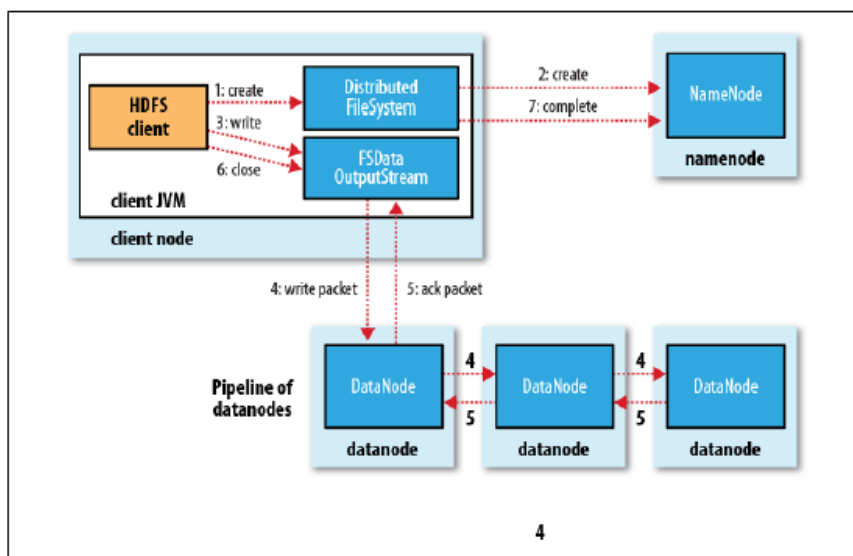 1: create
HDFS
client
3: write
6: close
Distributed
FileSystem
FSData
OutputStream
client JVM
client node
2: create
7: complete
NameNode
namenode
4: write packet
5: ack packet
Pipeline of
datanodes
DataNode
datanode
4
5
DataNode
datanode
4
5
DataNode
datanode
4